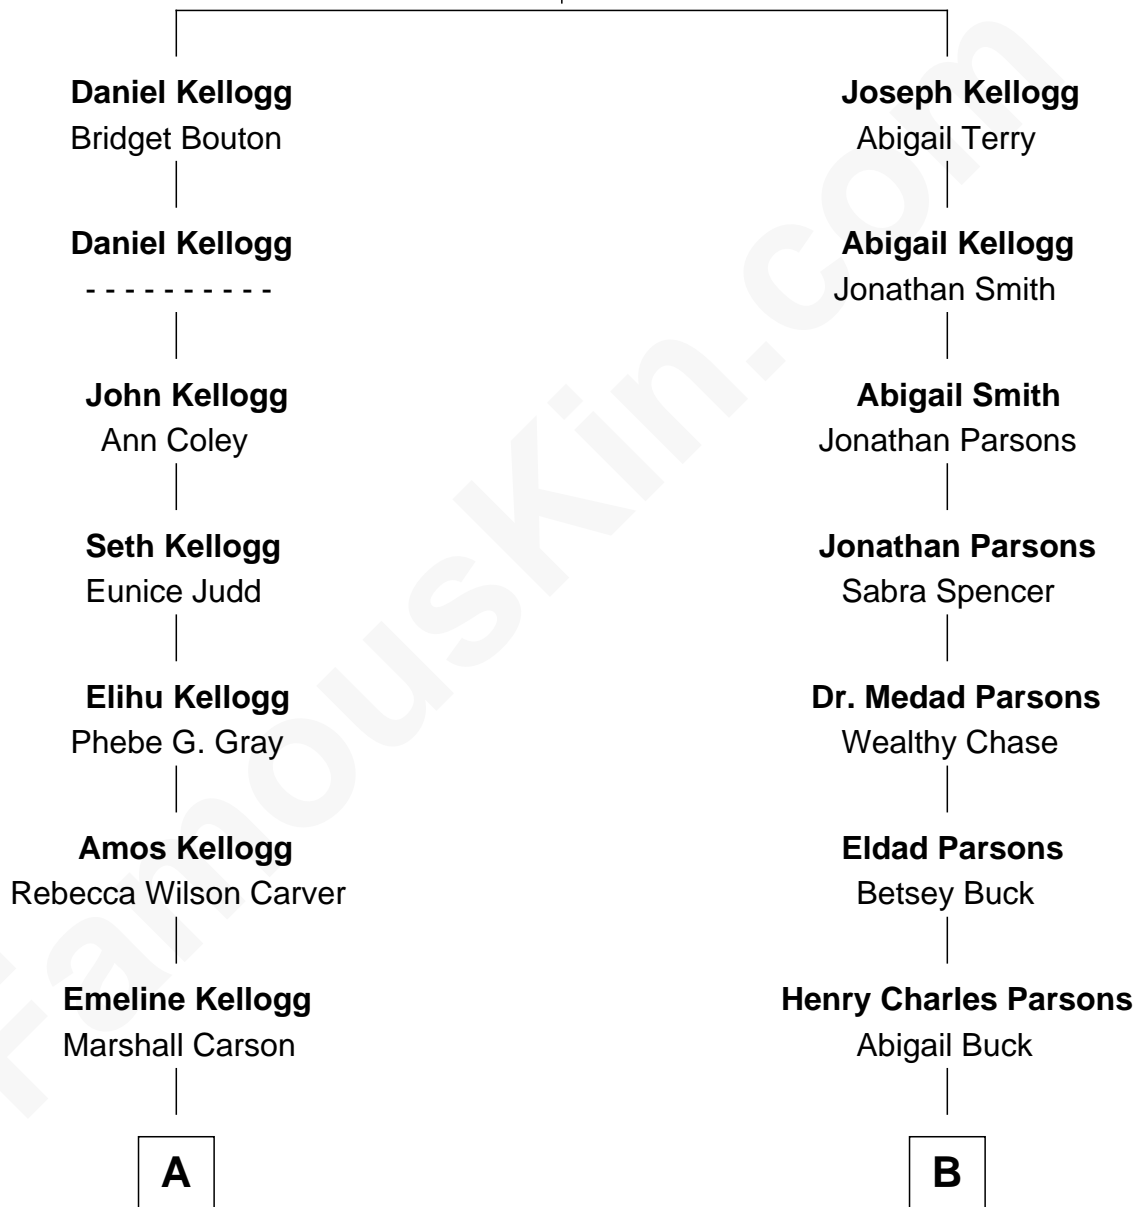 Daniel Kellogg
Bridget Bouton
Joseph Kellogg
Abigail Terry
Daniel Kellogg
- - - - - - - - - -
Abigail Kellogg
Jonathan Smith
John Kellogg
Ann Coley
Abigail Smith
Jonathan Parsons
Seth Kellogg
Eunice Judd
Jonathan Parsons
Sabra Spencer
Elihu Kellogg
Phebe G. Gray
Dr. Medad Parsons
Wealthy Chase
Amos Kellogg
Rebecca Wilson Carver
Eldad Parsons
Betsey Buck
Emeline Kellogg
Marshall Carson
Henry Charles Parsons
Abigail Buck
A
B
FamousKin.com